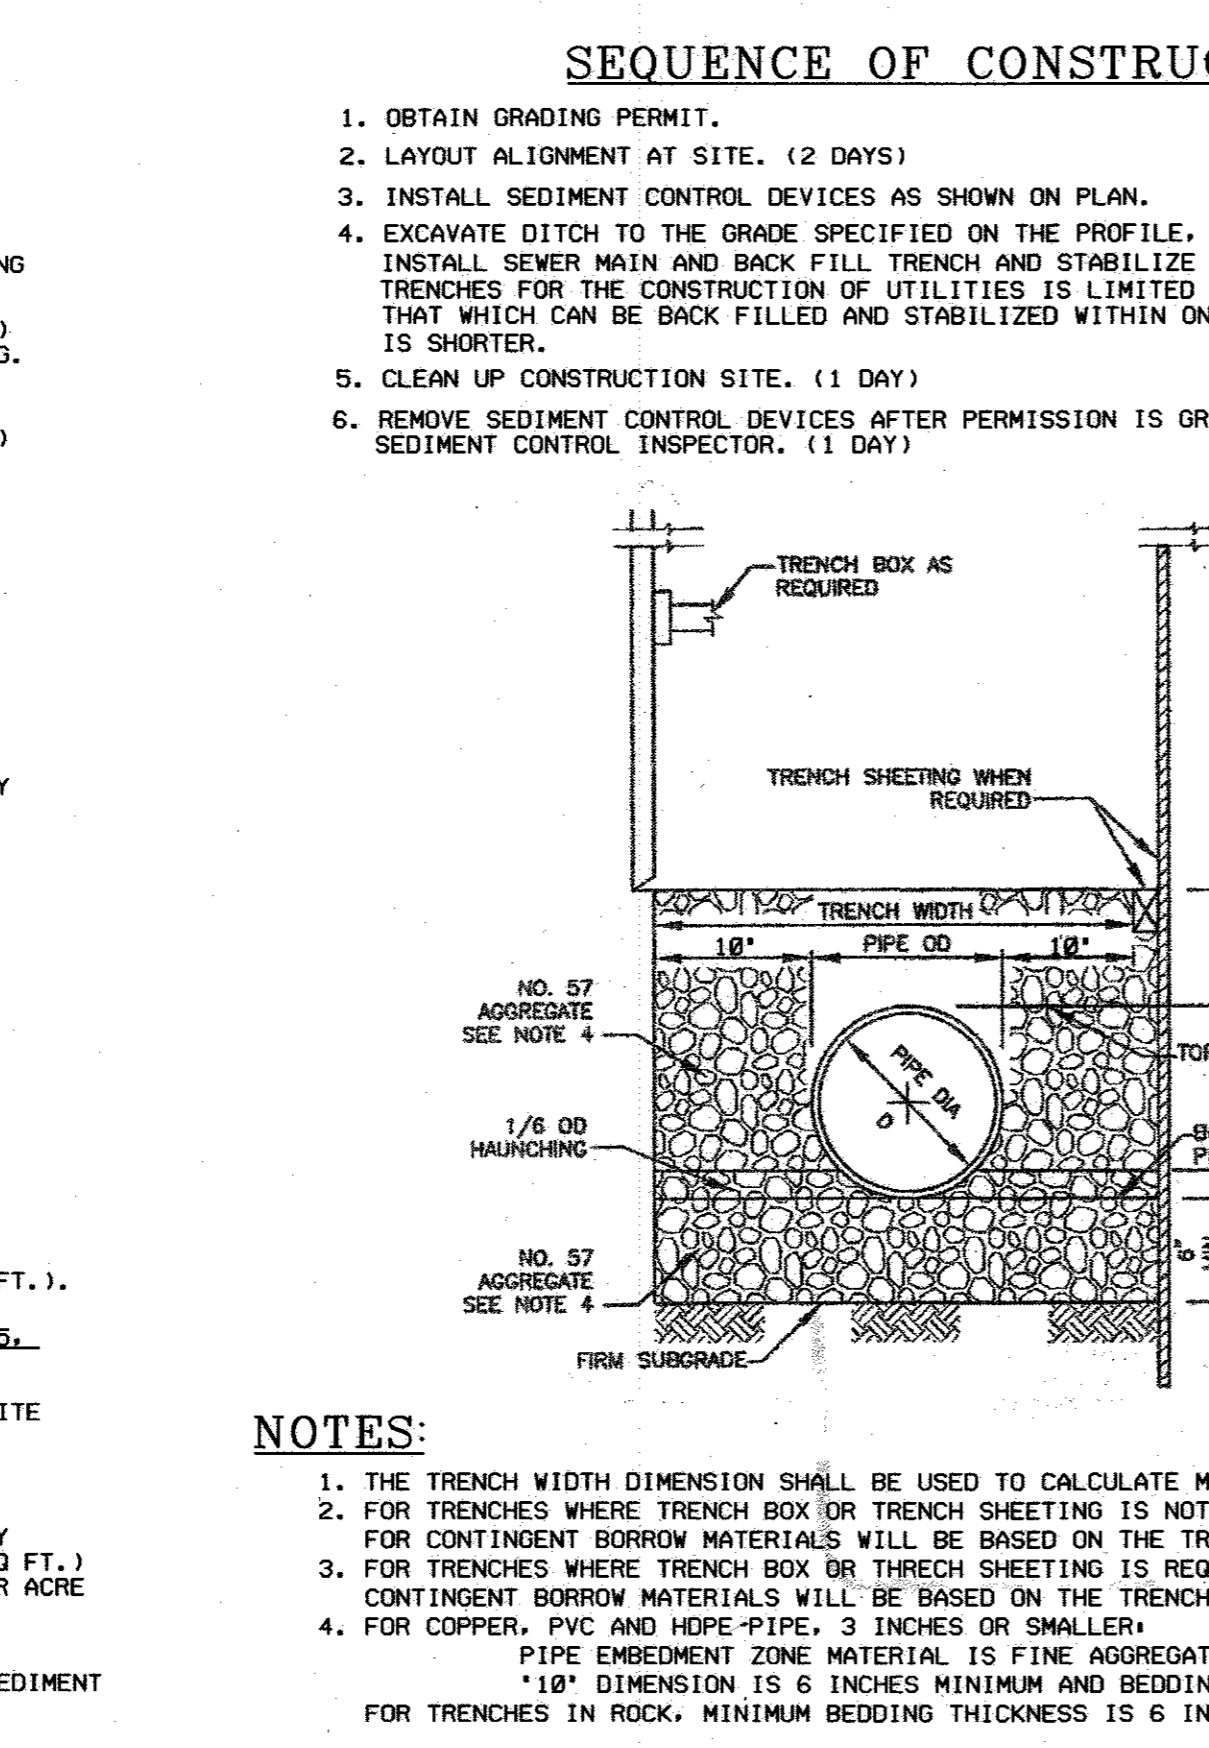 SEQUENCE OF CONSTRU
1. OBTAIN GRADING PERMIT.
2. LAYOUT ALIGNMENT AT SITE. (2 DAYS)
3. INSTALL SEDIMENT CONTROL DEVICES AS SHOWN ON PLAN.
4. EXCAVATE DITCH TO THE GRADE SPECIFIED ON THE PROFILE,
INSTALL SEWER MAIN AND BACK FILL TRENCH AND STABILIZE
TRENCHES FOR THE CONSTRUCTION OF UTILITIES IS LIMITED
THAT WHICH CAN BE BACK FILLED AND STABILIZED WITHIN ON
IS SHORTER.
5. CLEAN UP CONSTRUCTION SITE. (1 DAY)
6. REMOVE SEDIMENT CONTROL DEVICES AFTER PERMISSION IS GR
SEDIMENT CONTROL INSPECTOR. (1 DAY)
NG
)
G.
)
Y
FT.).
5,
ITE
Y
Q FT.)
R ACRE
EDIMENT
TRENCH BOX AS
REQUIRED
TRENCH SHEETING WHEN
REQUIRED
TRENCH WIDTH
10"
PIPE OD
10"
NO. 57
AGGREGATE
SEE NOTE 4
TOP
PIPE DIA
D
1/6 OD
HAUNCHING
NO. 57
AGGREGATE
SEE NOTE 4
6"
FIRM SUBGRADE
NOTES:
1. THE TRENCH WIDTH DIMENSION SHALL BE USED TO CALCULATE M
2. FOR TRENCHES WHERE TRENCH BOX OR TRENCH SHEETING IS NOT
FOR CONTINGENT BORROW MATERIALS WILL BE BASED ON THE TR
3. FOR TRENCHES WHERE TRENCH BOX OR THRECH SHEETING IS REQ
CONTINGENT BORROW MATERIALS WILL BE BASED ON THE TRENCH
4. FOR COPPER, PVC AND HDPE PIPE, 3 INCHES OR SMALLER:
PIPE EMBEDMENT ZONE MATERIAL IS FINE AGGREGAT
"10" DIMENSION IS 6 INCHES MINIMUM AND BEDDIN
FOR TRENCHES IN ROCK, MINIMUM BEDDING THICKNESS IS 6 IN